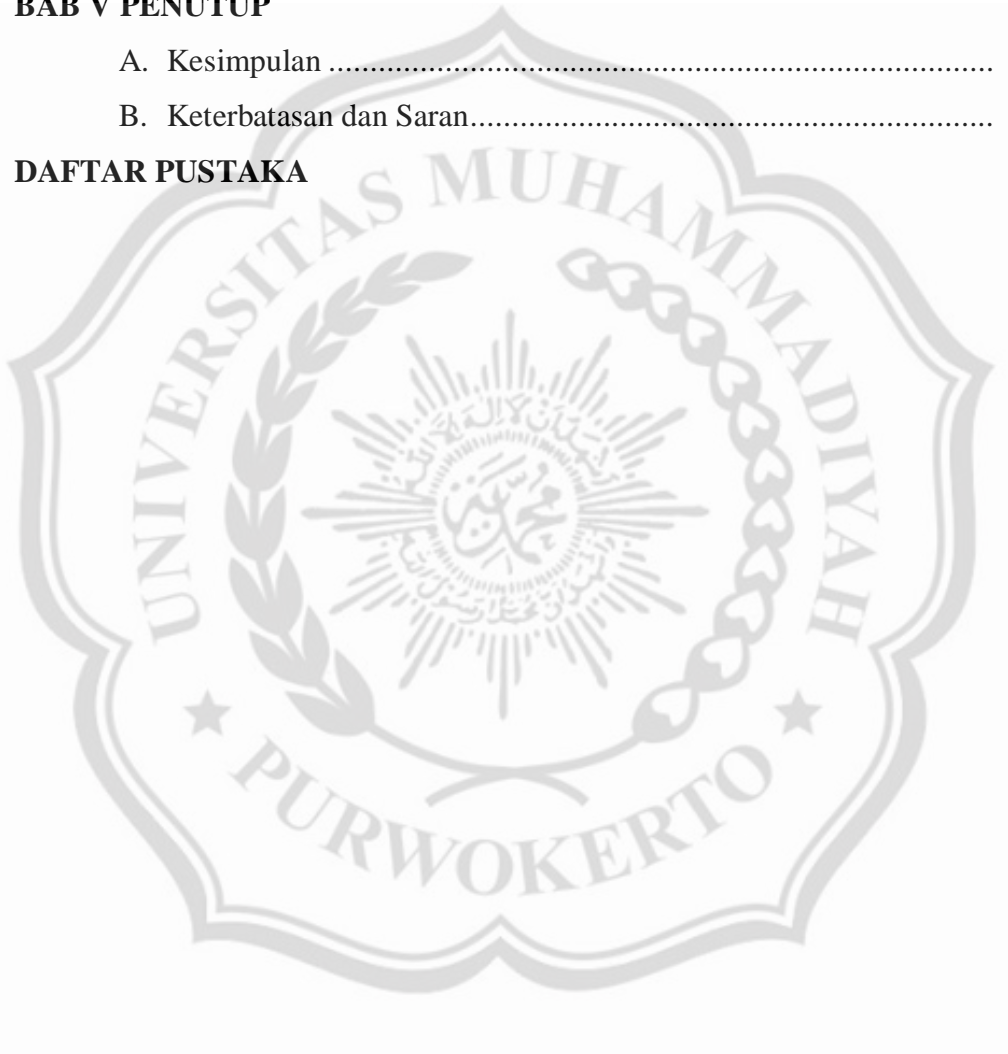 BAB V PENUTUP
A. Kesimpulan ................................................................................
B. Keterbatasan dan Saran...............................................................
DAFTAR PUSTAKA
UNIVERSITAS MUHAMMADIYAH
PURWOKERTO